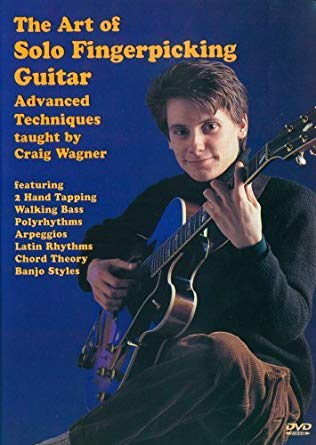 The Art of
Solo Fingerpicking
Guitar
Advanced
Techniques
taught by
Craig Wagner
featuring
2 Hand Tapping
Walking Bass
Polyrhythms
Arpeggios
Latin Rhythms
Chord Theory
Banjo Styles
DVD
VIDEO